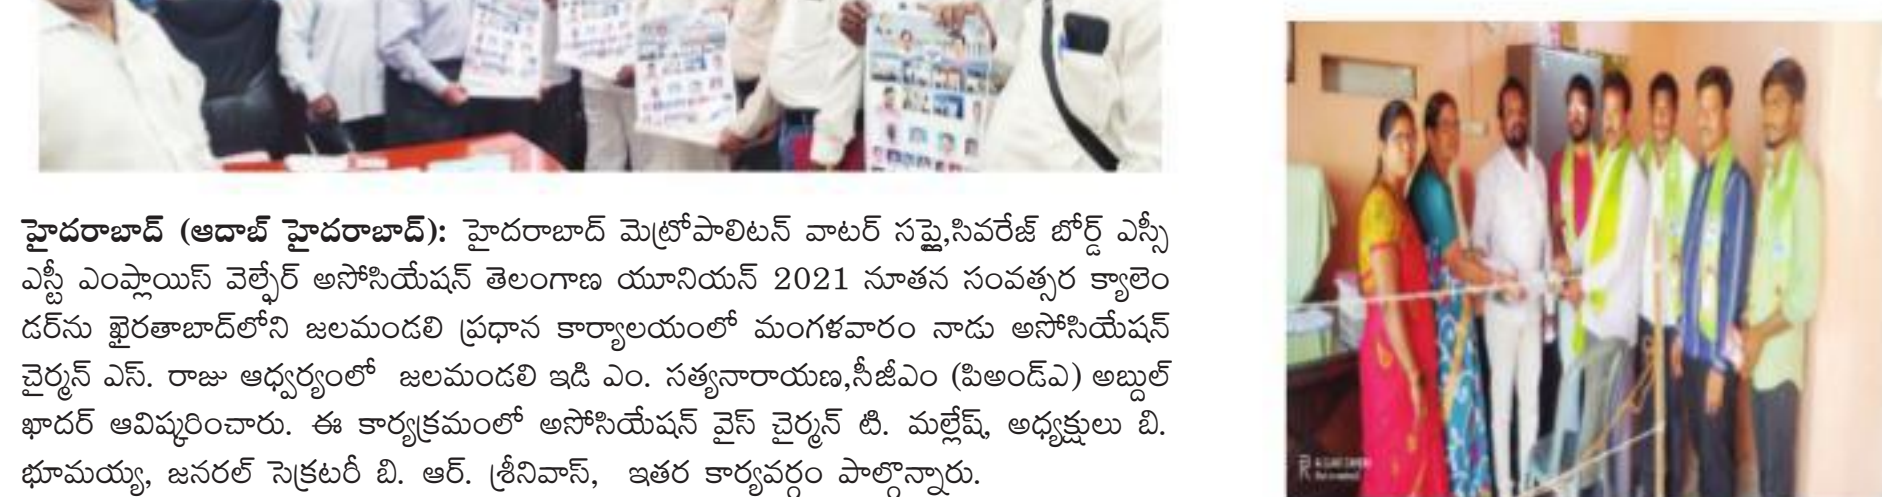 హైదరాబాద్ (ఆదాబ్ హైదరాబాద్): హైదరాబాద్ మెట్రోపాలిటన్ వాటర్ సప్లై,సివరేజ్ బోర్డ్ ఎస్సీ
ఎస్టీ ఎంప్లాయిస్ వెల్ఫేర్ అసోసియేషన్ తెలంగాణ యూనియన్ 2021 నూతన సంవత్సర క్యాలెం
డర్‌ను ఖైరతాబాద్‌లోని జలమండలి ప్రధాన కార్యాలయంలో మంగళవారం నాడు అసోసియేషన్
చైర్మన్ ఎస్. రాజు ఆధ్వర్యంలో జలమండలి ఇడి ఎం. సత్యనారాయణ,సీజీఎం (పిఅండ్ఎ) అబ్దుల్
ఖాదర్ ఆవిష్కరించారు. ఈ కార్యక్రమంలో అసోసియేషన్ వైస్ చైర్మన్ టి. మల్లేష్, అధ్యక్షులు బి.
భూమయ్య, జనరల్ సెక్రటరీ బి. ఆర్. శ్రీనివాస్, ఇతర కార్యవర్గం పాల్గొన్నారు.